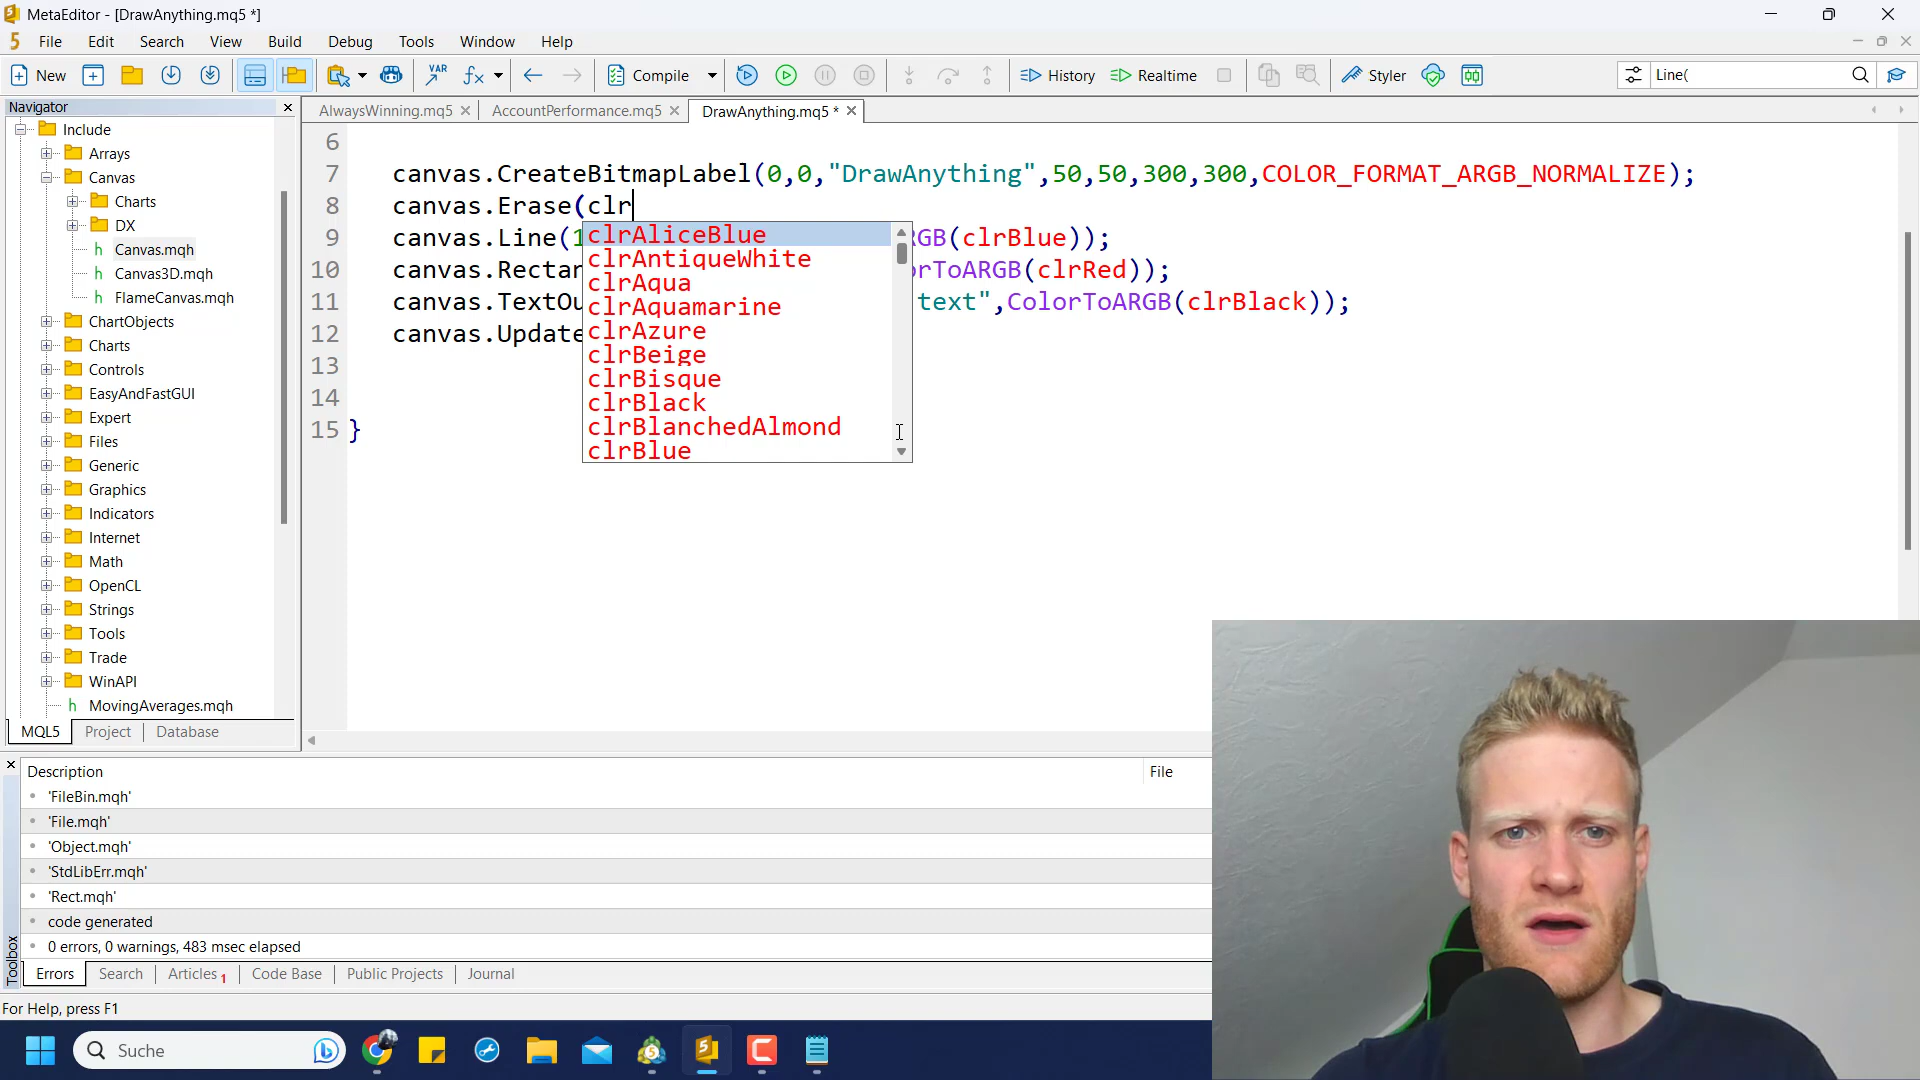 MetaEditor - [DrawAnything.mq5 *]
File Edit Search View Build Debug Tools Window Help
New VAR fx Compile History Realtime Styler Line(
Navigator
AlwaysWinning.mq5 AccountPerformance.mq5 DrawAnything.mq5 *
Include
Arrays
Canvas
Charts
DX
Canvas.mqh
Canvas3D.mqh
FlameCanvas.mqh
ChartObjects
Charts
Controls
EasyAndFastGUI
Expert
Files
Generic
Graphics
Indicators
Internet
Math
OpenCL
Strings
Tools
Trade
WinAPI
MovingAverages.mqh
MQL5 Project Database
6
7 canvas.CreateBitmapLabel(0,0,"DrawAnything",50,50,300,300,COLOR_FORMAT_ARGB_NORMALIZE);
8 canvas.Erase(clr
9 canvas.Line(1 RGB(clrBlue));
10 canvas.Rectan orToARGB(clrRed));
11 canvas.TextOu text",ColorToARGB(clrBlack));
12 canvas.Update
13
14
15 }
clrAliceBlue
clrAntiqueWhite
clrAqua
clrAquamarine
clrAzure
clrBeige
clrBisque
clrBlack
clrBlanchedAlmond
clrBlue
Description File
'FileBin.mqh'
'File.mqh'
'Object.mqh'
'StdLibErr.mqh'
'Rect.mqh'
code generated
0 errors, 0 warnings, 483 msec elapsed
Toolbox
Errors Search Articles 1 Code Base Public Projects Journal
For Help, press F1
Suche